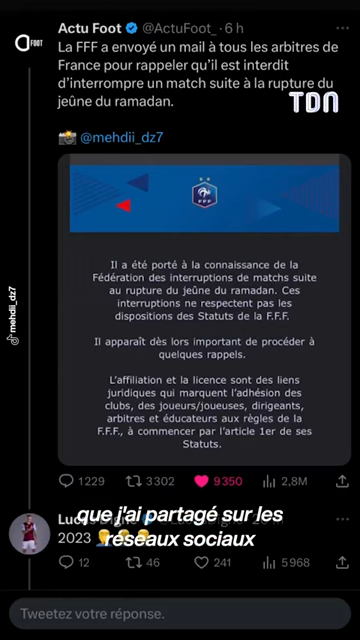 Actu Foot @ActuFoot_ · 6 h
FOOT
La FFF a envoyé un mail à tous les arbitres de
France pour rappeler qu'il est interdit
d'interrompre un match suite à la rupture du
jeûne du ramadan.
TDN
@mehdii_dz7
FFF
Il a été porté à la connaissance de la
Fédération des interruptions de matchs suite
au rupture du jeûne du ramadan. Ces
interruptions ne respectent pas les
dispositions des Statuts de la F.F.F.
Il apparaît dès lors important de procéder à
quelques rappels.
L'affiliation et la licence sont des liens
juridiques qui marquent l'adhésion des
clubs, des joueurs/joueuses, dirigeants,
arbitres et éducateurs aux règles de la
F.F.F., à commencer par l'article 1er de ses
Statuts.
mehdii_dz7
1229 3302 9350 2,8M
que j'ai partagé sur les
réseaux sociaux
Lucas Digne
2023
12 46 241 5968
Tweetez votre réponse.